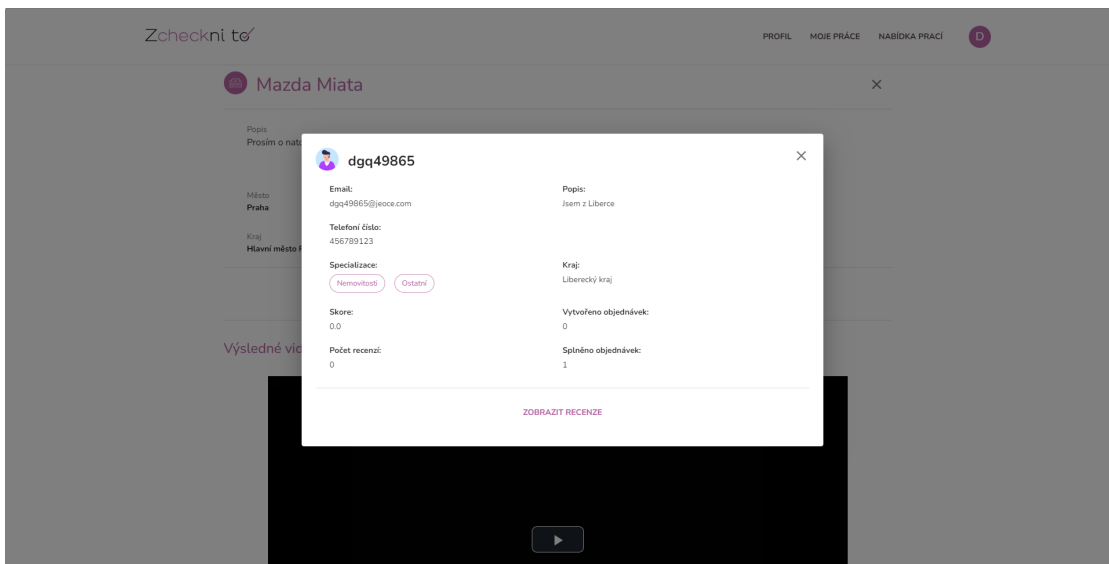 Zcheckni to
PROFIL MOJE PRÁCE NABÍDKA PRACÍ D
Mazda Miata
Popis
Prosím o nato
Město
Praha
Kraj
Hlavní město
Výsledné vid
dgq49865
Email:
dgq49865@jeoce.com
Popis:
Jsem z Liberce
Telefoní číslo:
456789123
Specializace:
Nemovitosti Ostatní
Kraj:
Liberecký kraj
Skore:
0.0
Vytvořeno objednávek:
0
Počet recenzí:
0
Splněno objednávek:
1
ZOBRAZIT RECENZE